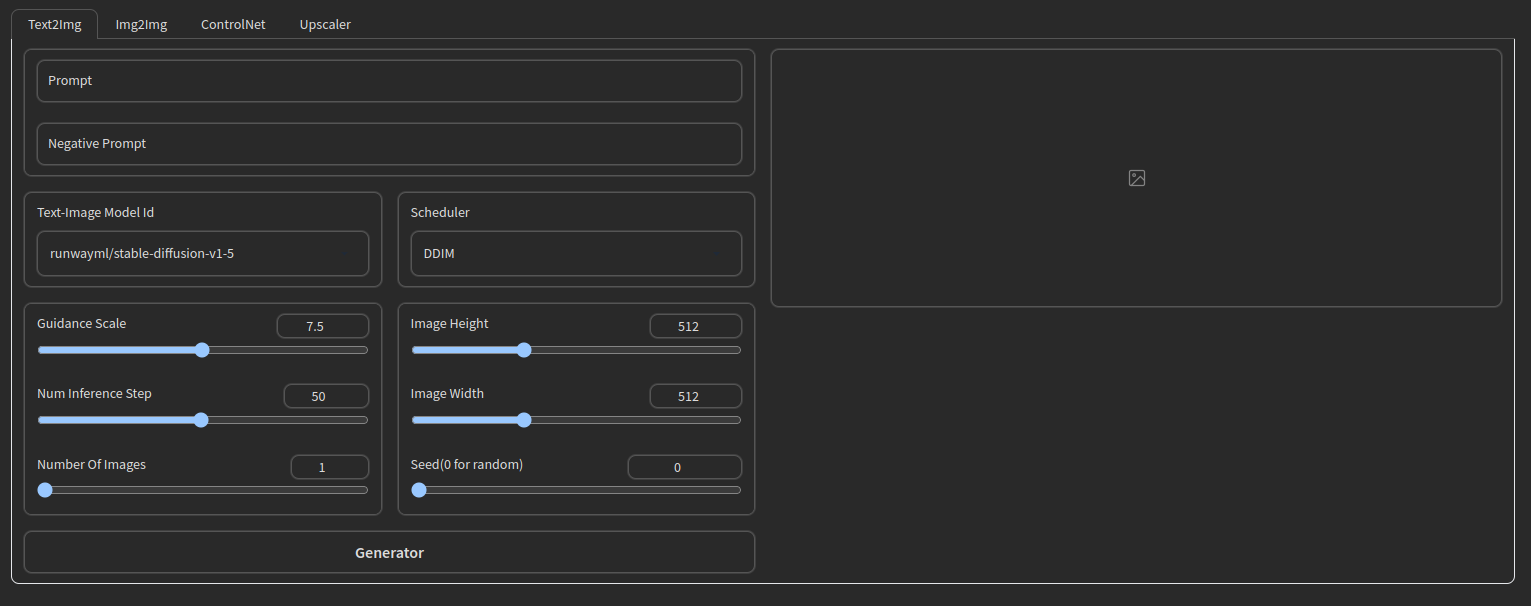 Text2Img Img2Img ControlNet Upscaler
Prompt
Negative Prompt
Text-Image Model Id
runwayml/stable-diffusion-v1-5
Scheduler
DDIM
Guidance Scale 7.5
Num Inference Step 50
Number Of Images 1
Image Height 512
Image Width 512
Seed(0 for random) 0
Generator